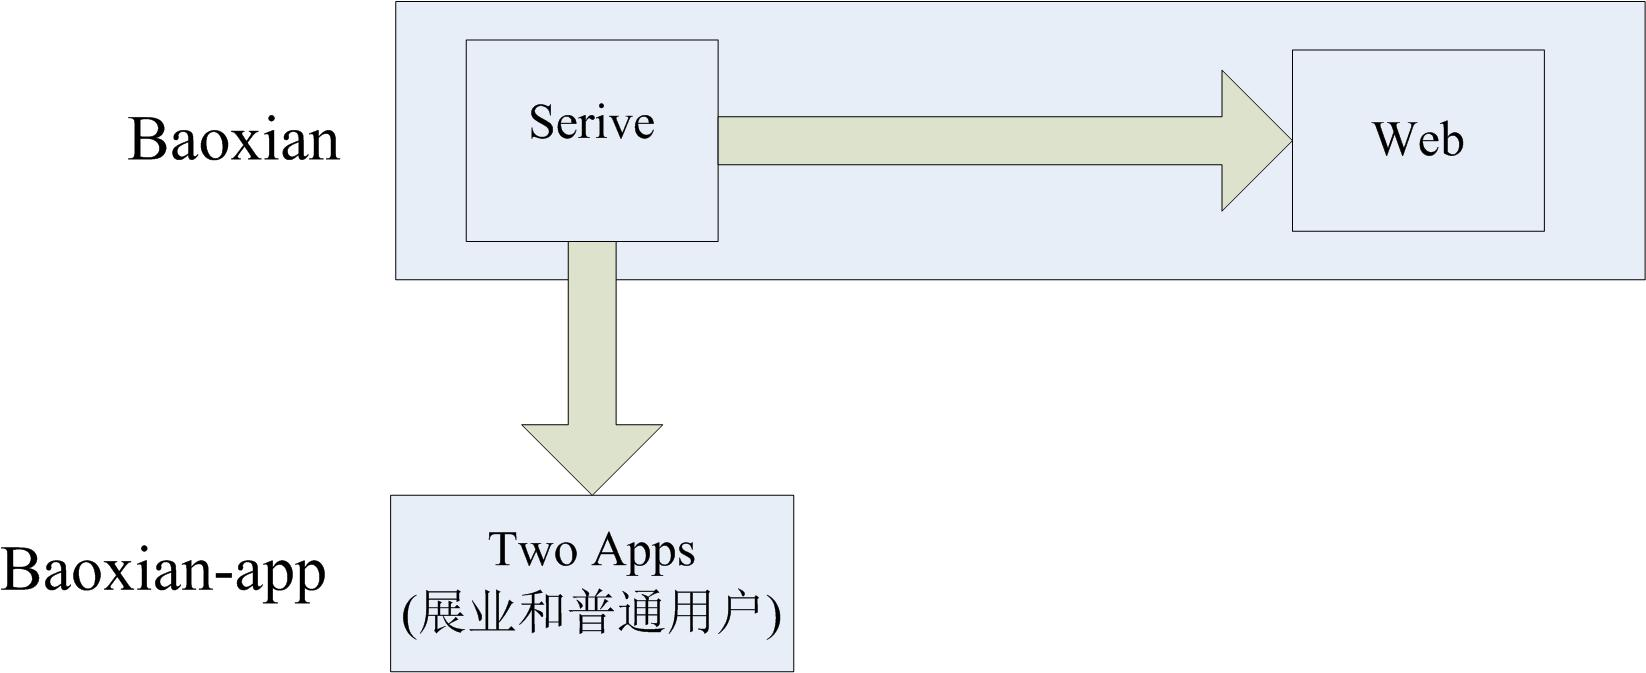 Baoxian
Serive
Web
Baoxian-app
Two Apps
(展业和普通用户)